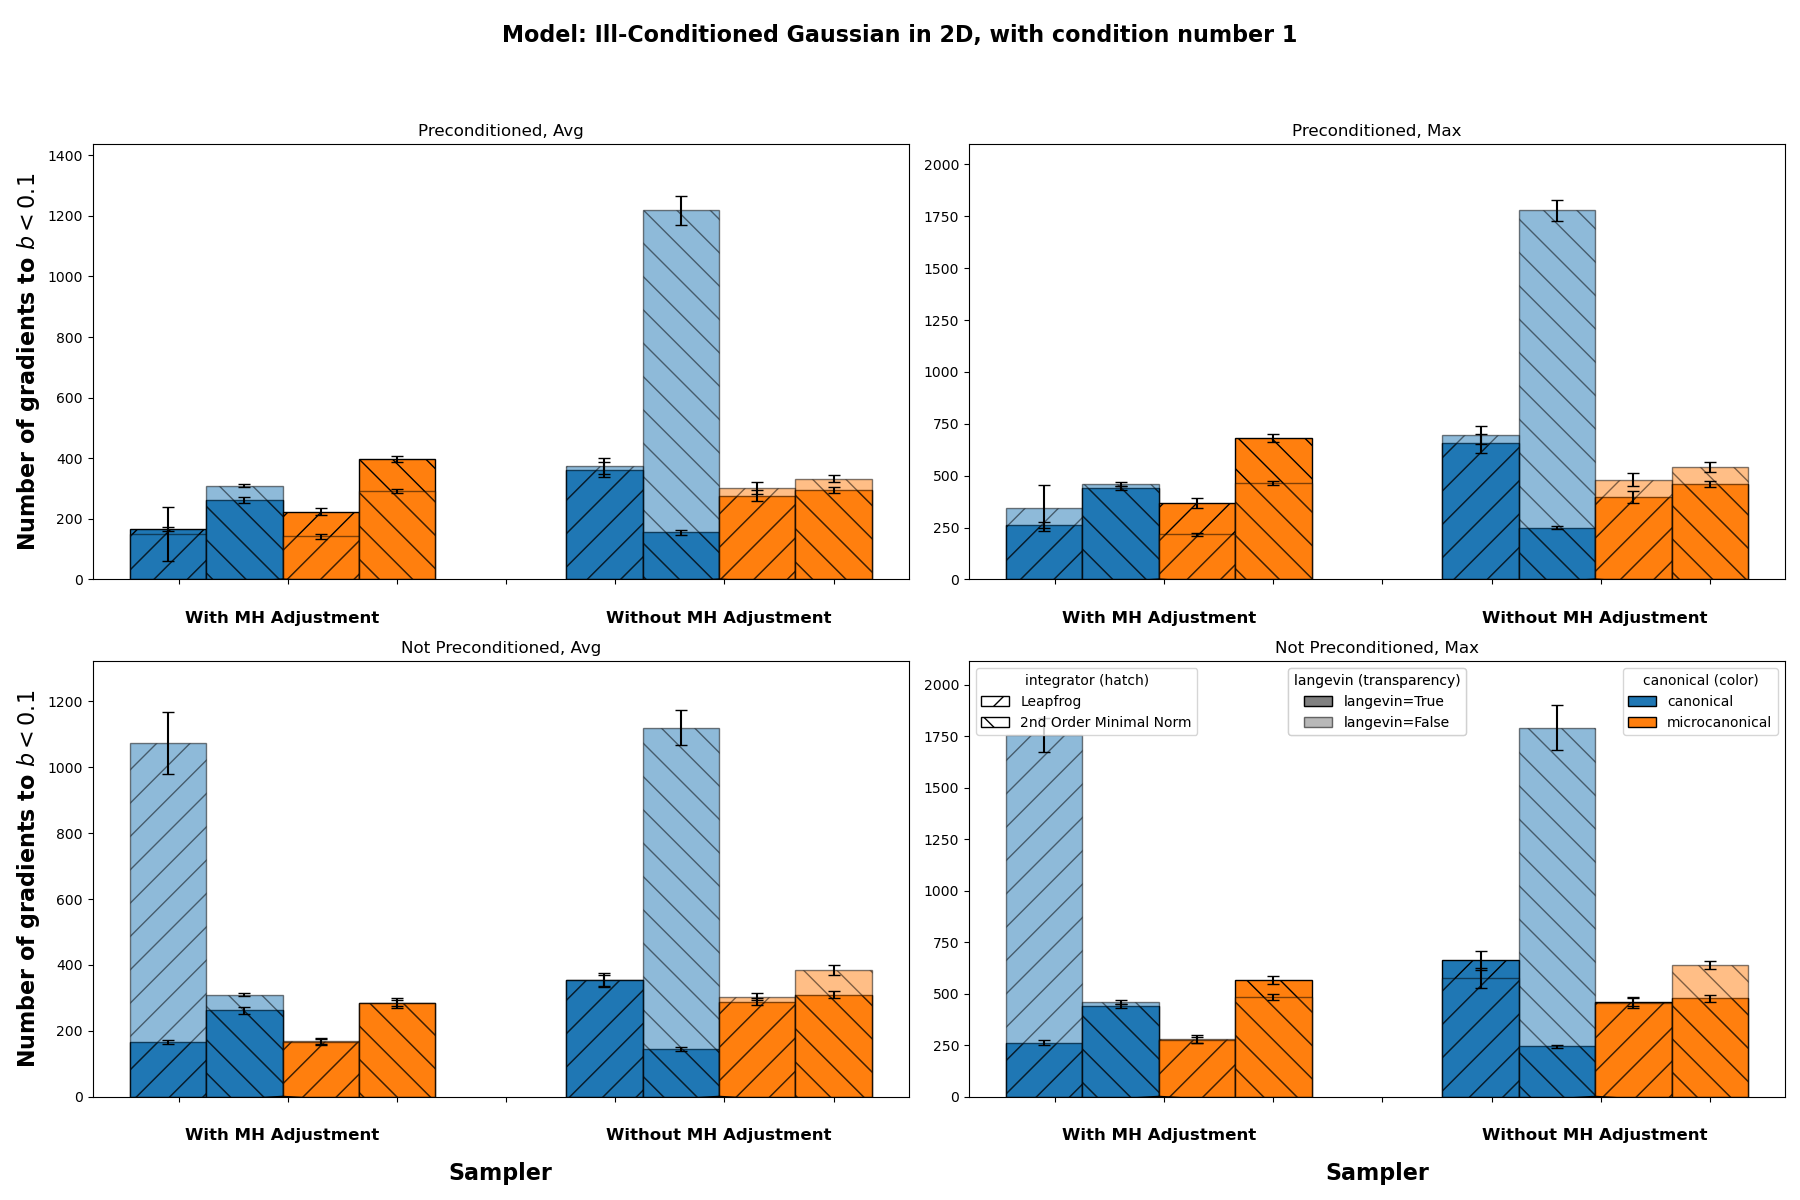 Model: Ill-Conditioned Gaussian in 2D, with condition number 1
Preconditioned, Avg
Number of gradients to b < 0.1
1400
1200
1000
800
600
400
200
0
With MH Adjustment
Without MH Adjustment
Preconditioned, Max
2000
1750
1500
1250
1000
750
500
250
0
With MH Adjustment
Without MH Adjustment
Not Preconditioned, Avg
Number of gradients to b < 0.1
1200
1000
800
600
400
200
0
With MH Adjustment
Without MH Adjustment
Sampler
Not Preconditioned, Max
2000
1750
1500
1250
1000
750
500
250
0
integrator (hatch)
Leapfrog
2nd Order Minimal Norm
langevin (transparency)
langevin=True
langevin=False
canonical (color)
canonical
microcanonical
With MH Adjustment
Without MH Adjustment
Sampler